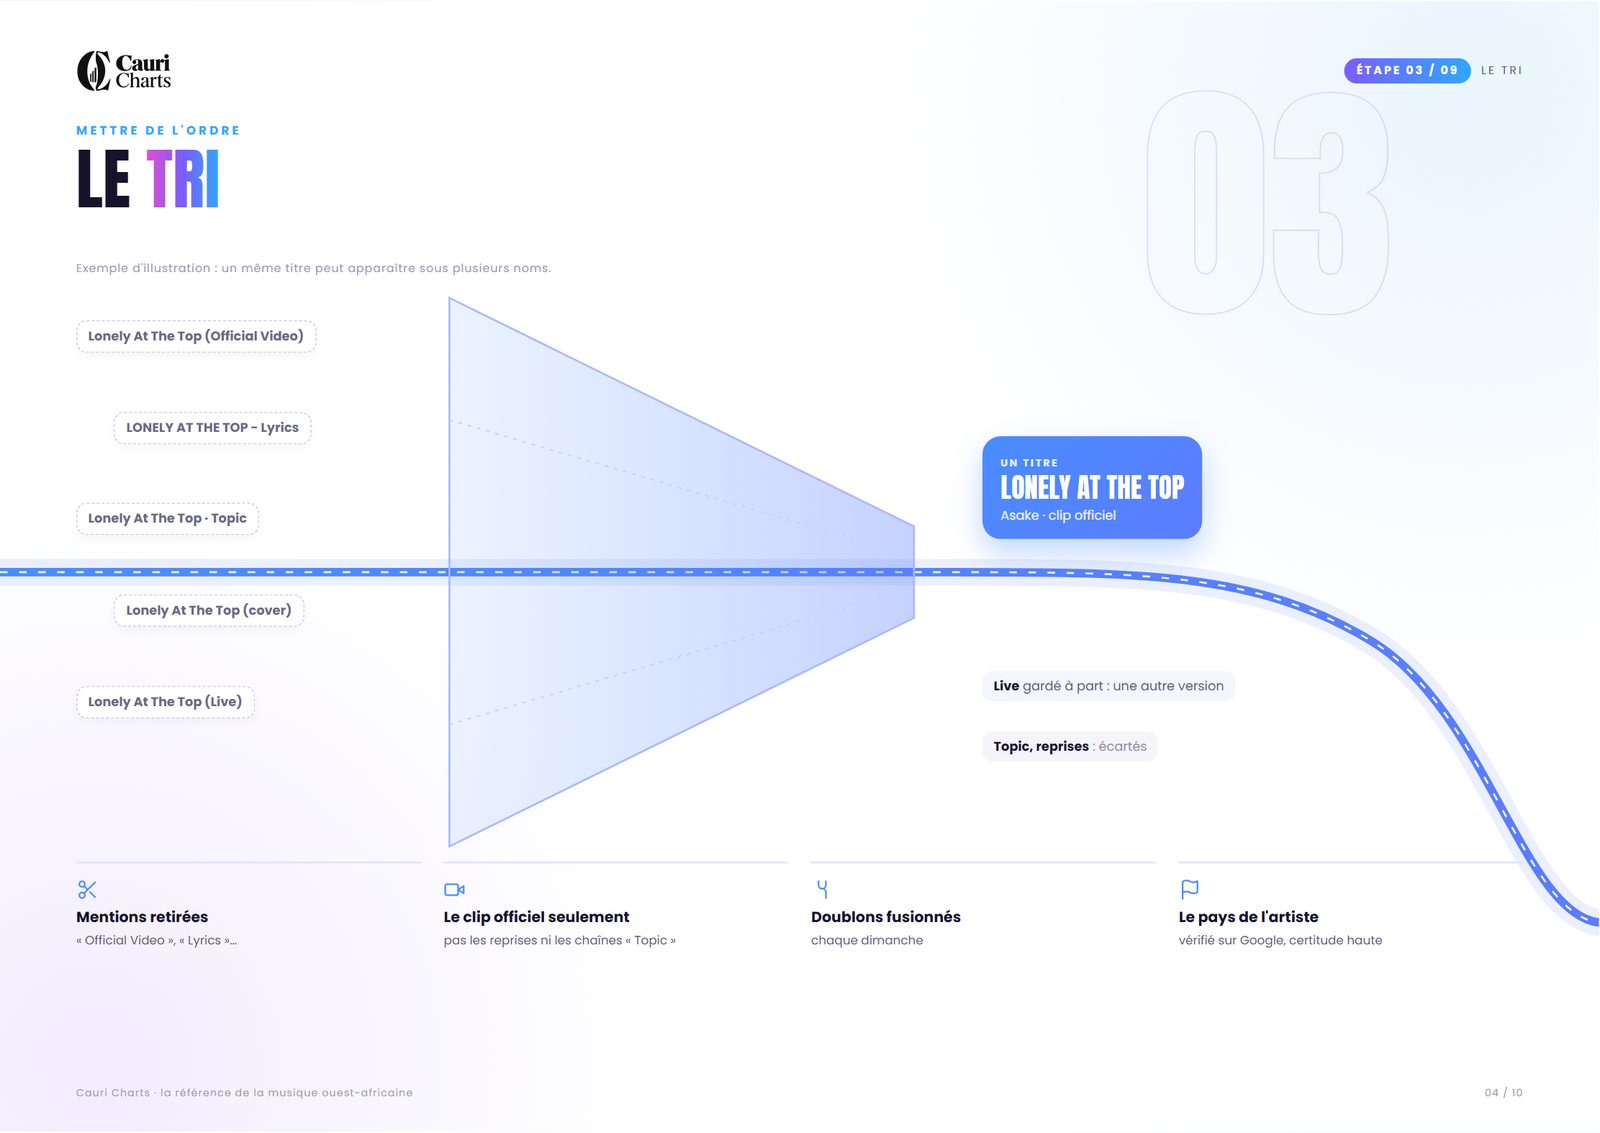 Cauri
Charts
ÉTAPE 03 / 09
LE TRI
METTRE DE L'ORDRE
LE TRI
03
Exemple d'illustration : un même titre peut apparaître sous plusieurs noms.
Lonely At The Top (Official Video)
LONELY AT THE TOP - Lyrics
Lonely At The Top · Topic
Lonely At The Top (cover)
Lonely At The Top (Live)
UN TITRE
LONELY AT THE TOP
Asake · clip officiel
Live gardé à part : une autre version
Topic, reprises : écartés
Mentions retirées
« Official Video », « Lyrics »…
Le clip officiel seulement
pas les reprises ni les chaînes « Topic »
Doublons fusionnés
chaque dimanche
Le pays de l'artiste
vérifié sur Google, certitude haute
Cauri Charts · la référence de la musique ouest-africaine
04 / 10